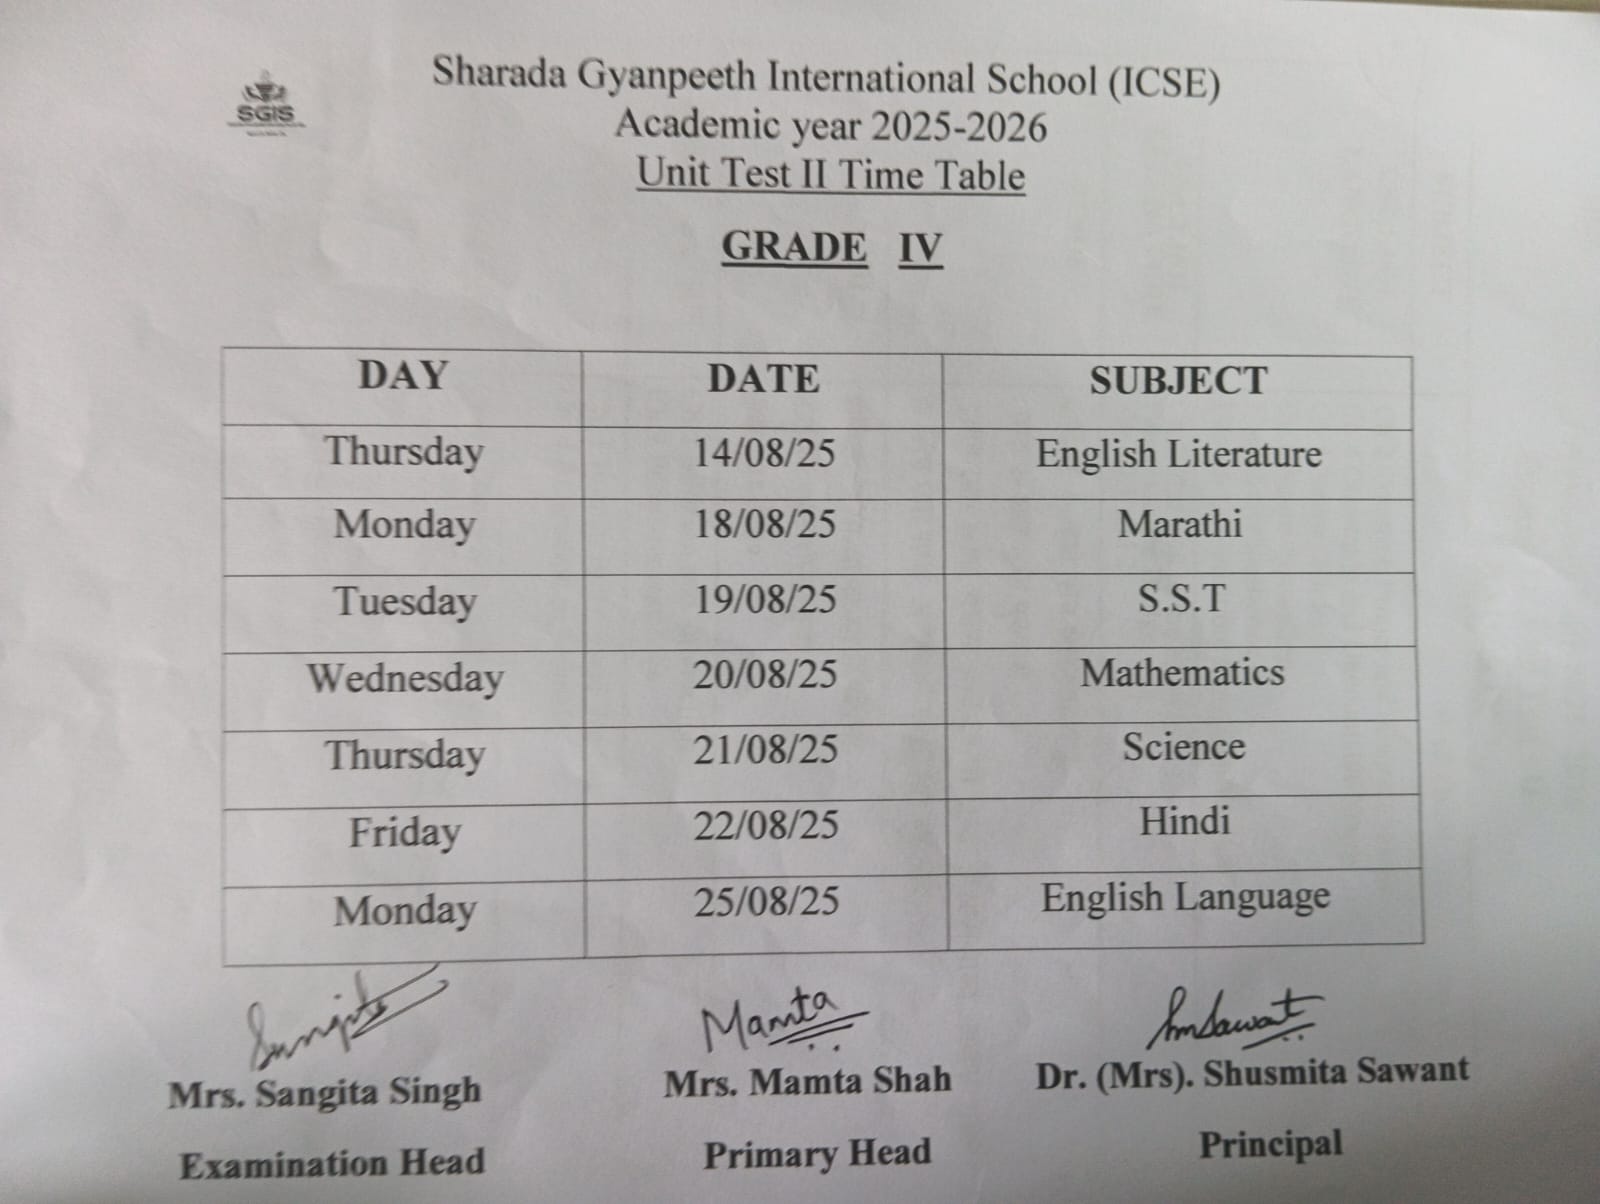 SGIS
Sharada Gyanpeeth International School (ICSE)
Academic year 2025-2026
Unit Test II Time Table
GRADE IV
DAY DATE SUBJECT
Thursday 14/08/25 English Literature
Monday 18/08/25 Marathi
Tuesday 19/08/25 S.S.T
Wednesday 20/08/25 Mathematics
Thursday 21/08/25 Science
Friday 22/08/25 Hindi
Monday 25/08/25 English Language
Sangita Mamta SmSawant
Mrs. Sangita Singh Mrs. Mamta Shah Dr. (Mrs). Shusmita Sawant
Examination Head Primary Head Principal